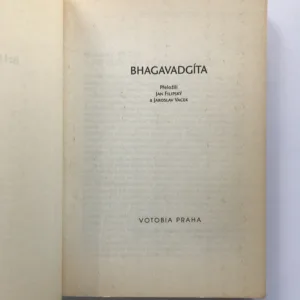 BHAGAVADGÍTA
Přeložili
Jan Filipský
a Jaroslav Vacek
VOTOBIA PRAHA